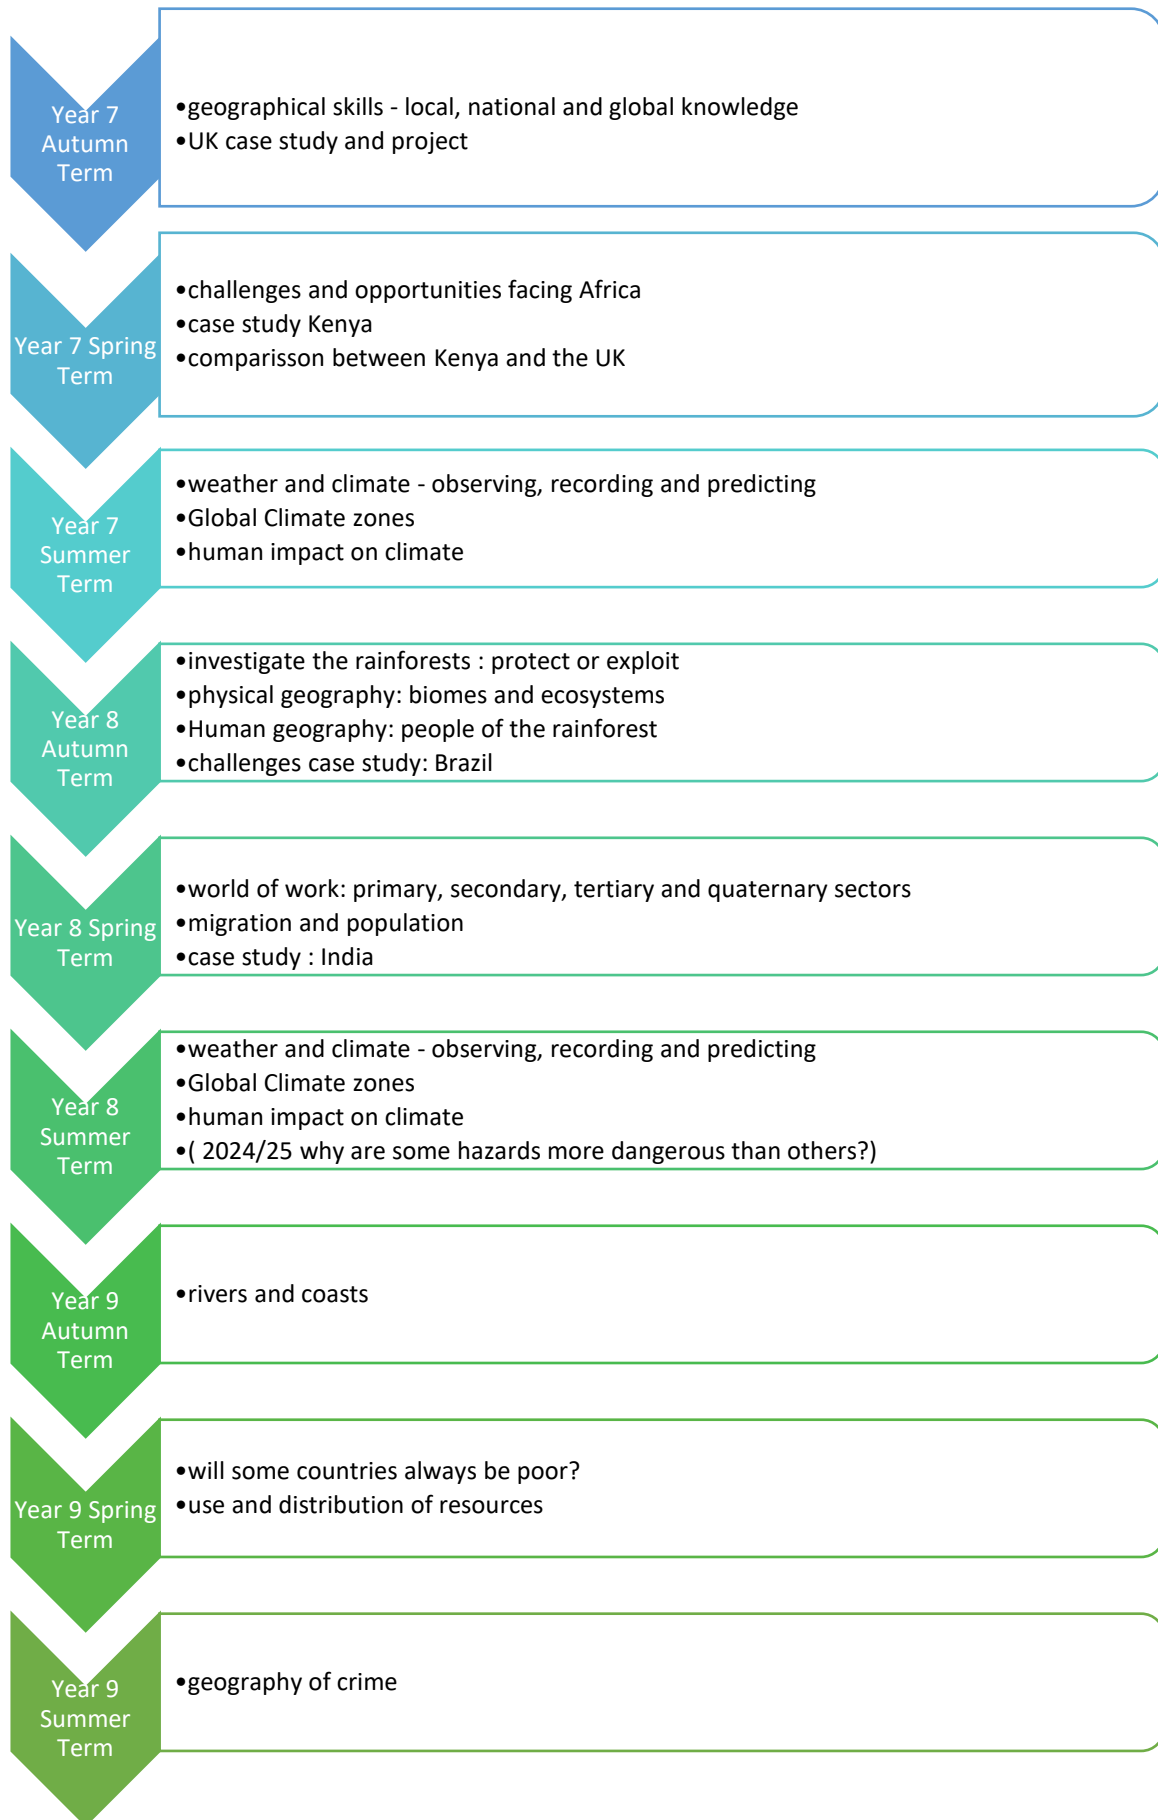 Year 7
Autumn
Term
•geographical skills - local, national and global knowledge
•UK case study and project
Year 7 Spring
Term
•challenges and opportunities facing Africa
•case study Kenya
•comparisson between Kenya and the UK
Year 7
Summer
Term
•weather and climate - observing, recording and predicting
•Global Climate zones
•human impact on climate
Year 8
Autumn
Term
•investigate the rainforests : protect or exploit
•physical geography: biomes and ecosystems
•Human geography: people of the rainforest
•challenges case study: Brazil
Year 8 Spring
Term
•world of work: primary, secondary, tertiary and quaternary sectors
•migration and population
•case study : India
Year 8
Summer
Term
•weather and climate - observing, recording and predicting
•Global Climate zones
•human impact on climate
•( 2024/25 why are some hazards more dangerous than others?)
Year 9
Autumn
Term
•rivers and coasts
Year 9 Spring
Term
•will some countries always be poor?
•use and distribution of resources
Year 9
Summer
Term
•geography of crime